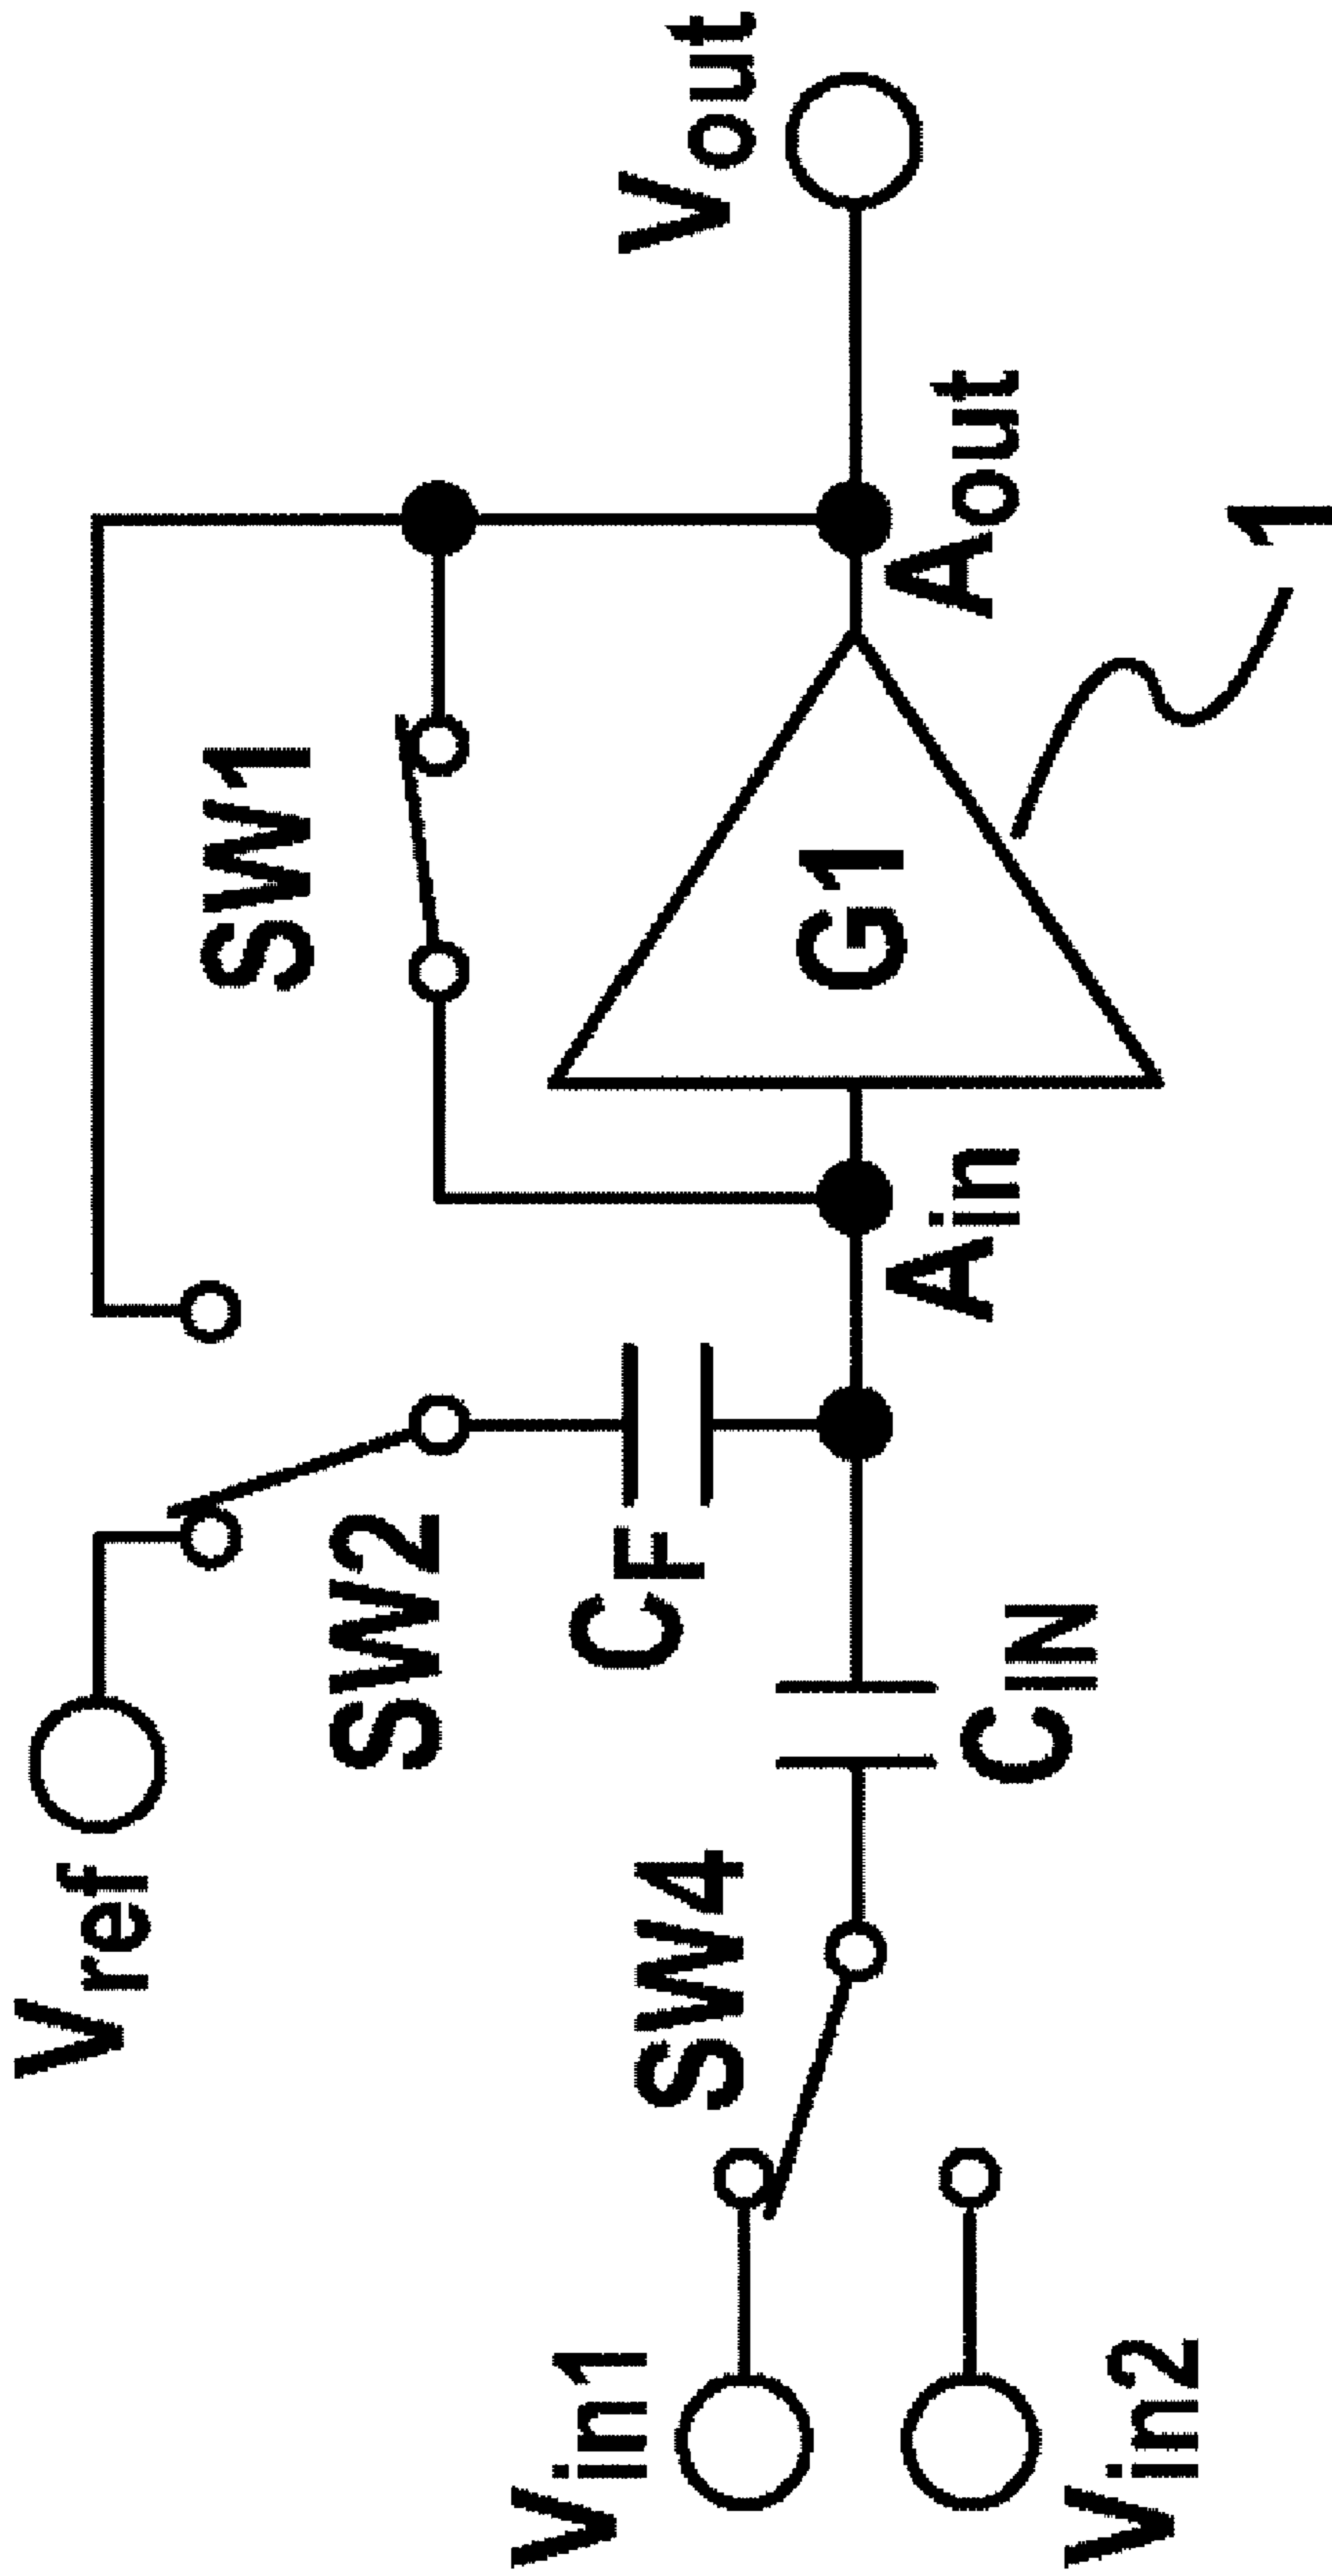 Vref
SW2
SW1
CF
Vin1
SW4
G1
Vout
CIN
Ain
Aout
Vin2
1